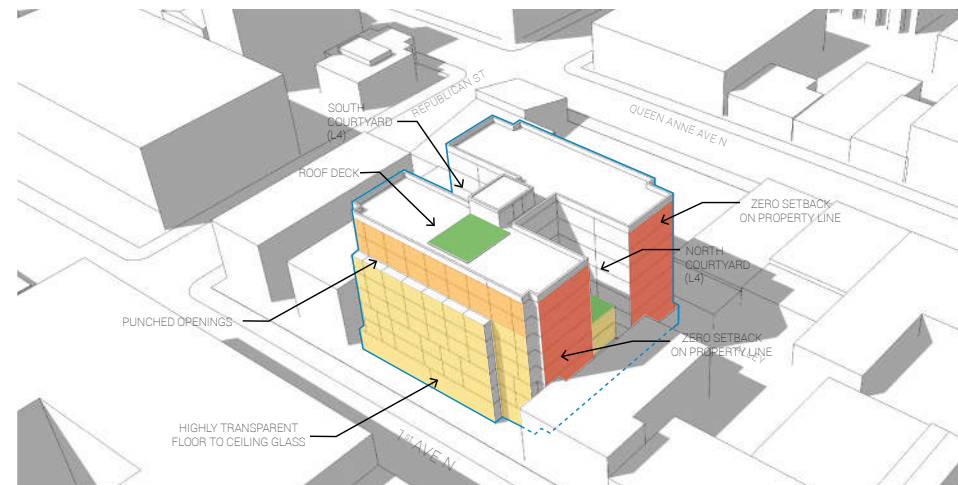 SOUTH
COURTYARD
(L4)
REPUBLICAN ST
QUEEN ANNE AVE N
ROOF DECK
ZERO SETBACK
ON PROPERTY LINE
NORTH
COURTYARD
(L4)
PUNCHED OPENINGS
ZERO SETBACK
ON PROPERTY LINE
HIGHLY TRANSPARENT
FLOOR TO CEILING GLASS
1ST AVE N